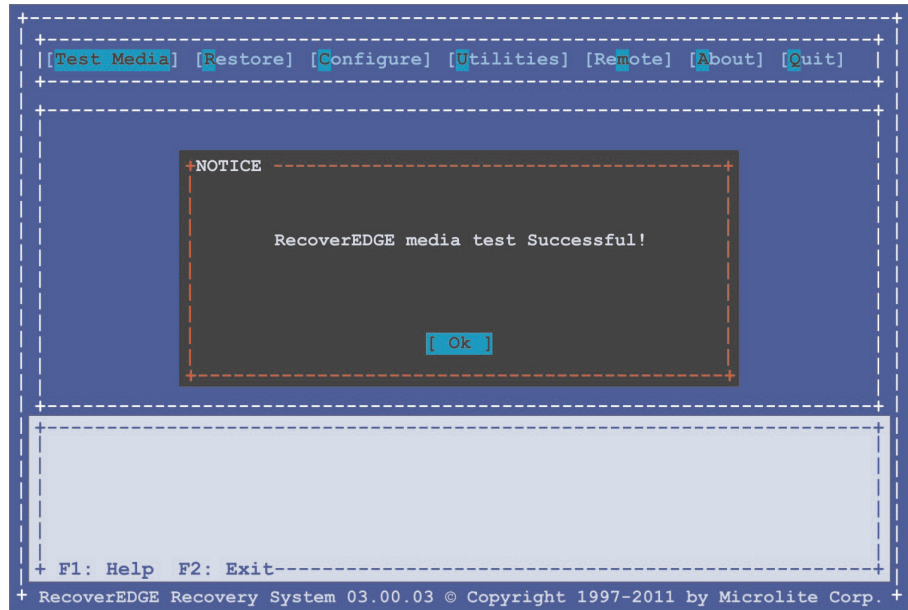 [Test Media] [Restore] [Configure] [Utilities] [Remote] [About] [Quit]
NOTICE
RecoverEDGE media test Successful!
[ Ok ]
F1: Help F2: Exit
RecoverEDGE Recovery System 03.00.03 © Copyright 1997-2011 by Microlite Corp.